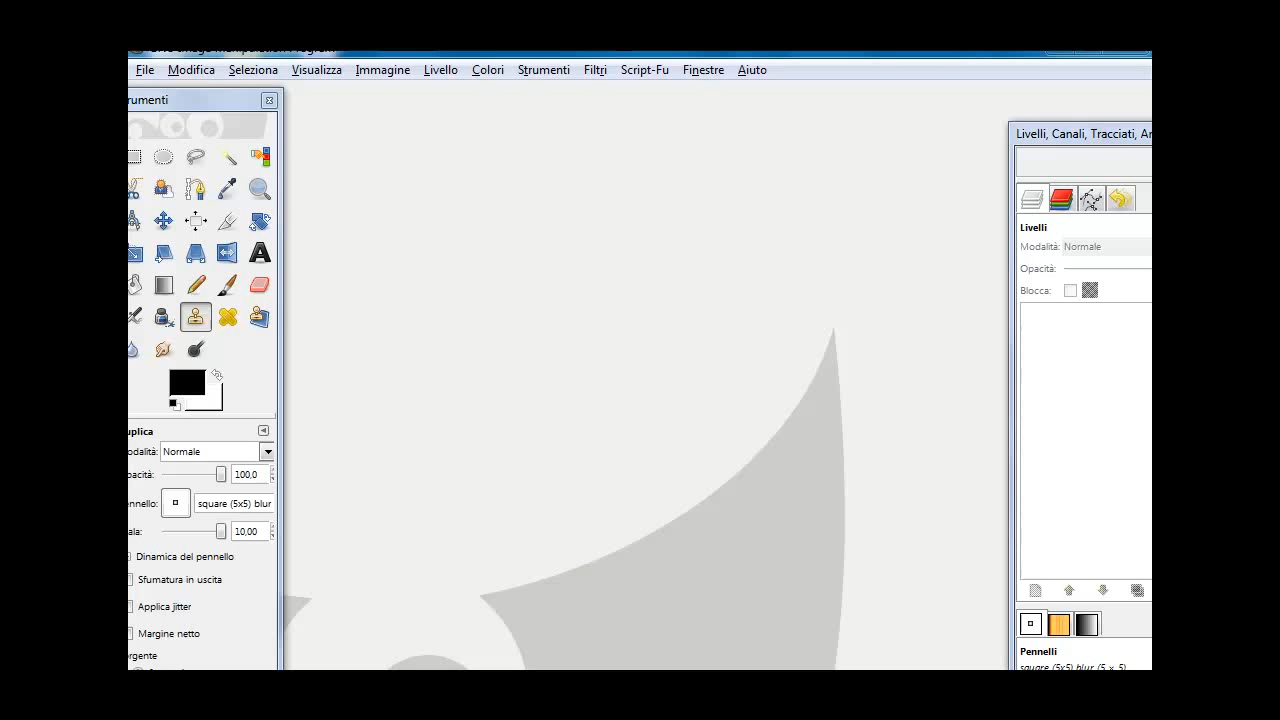 File Modifica Seleziona Visualizza Immagine Livello Colori Strumenti Filtri Script-Fu Finestre Aiuto
rumenti
Livelli, Canali, Tracciati, An
Livelli
Modalità: Normale
Opacità:
Blocca:
uplica
odalità: Normale
pacità: 100,0
ennello: square (5x5) blur
ala: 10,00
Dinamica del pennello
Sfumatura in uscita
Applica jitter
Margine netto
orgente
Pennelli
square (5x5) blur (5 × 5)